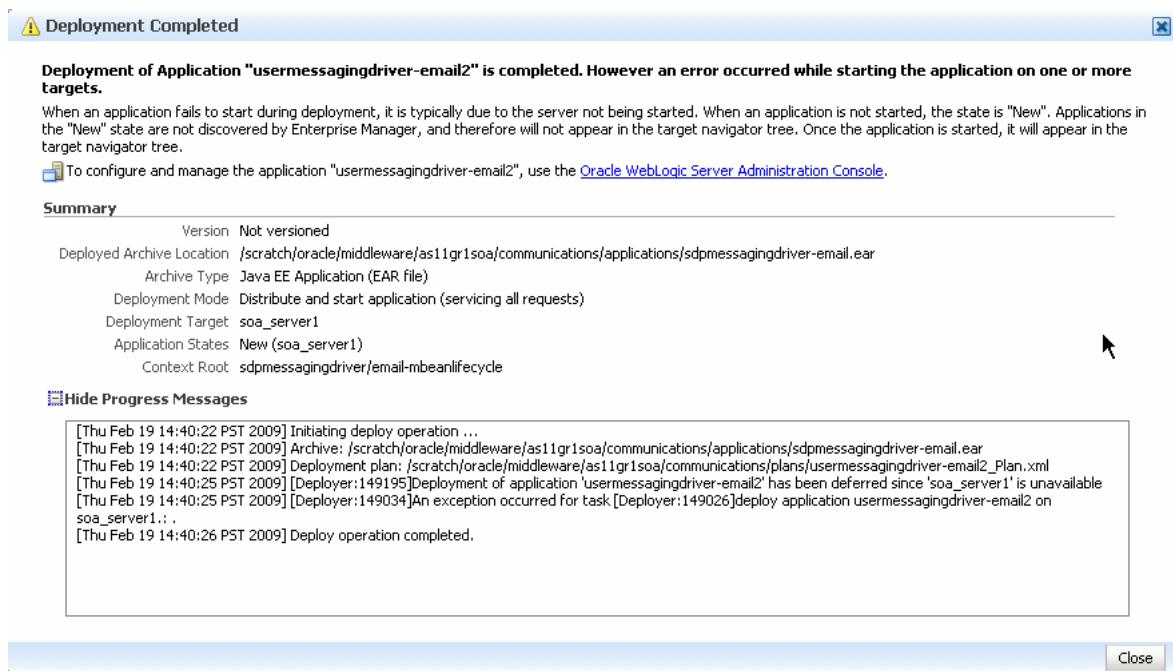 Deployment Completed
Deployment of Application "usermessagingdriver-email2" is completed. However an error occurred while starting the application on one or more
targets.
When an application fails to start during deployment, it is typically due to the server not being started. When an application is not started, the state is "New". Applications in
the "New" state are not discovered by Enterprise Manager, and therefore will not appear in the target navigator tree. Once the application is started, it will appear in the
target navigator tree.
To configure and manage the application "usermessagingdriver-email2", use the Oracle WebLogic Server Administration Console.
Summary
Version Not versioned
Deployed Archive Location /scratch/oracle/middleware/as11gr1soa/communications/applications/sdpmessagingdriver-email.ear
Archive Type Java EE Application (EAR file)
Deployment Mode Distribute and start application (servicing all requests)
Deployment Target soa_server1
Application States New (soa_server1)
Context Root sdpmessagingdriver/email-mbeanlifecycle
Hide Progress Messages
[Thu Feb 19 14:40:22 PST 2009] Initiating deploy operation ...
[Thu Feb 19 14:40:22 PST 2009] Archive: /scratch/oracle/middleware/as11gr1soa/communications/applications/sdpmessagingdriver-email.ear
[Thu Feb 19 14:40:22 PST 2009] Deployment plan: /scratch/oracle/middleware/as11gr1soa/communications/plans/usermessagingdriver-email2_Plan.xml
[Thu Feb 19 14:40:25 PST 2009] [Deployer:149195]Deployment of application 'usermessagingdriver-email2' has been deferred since 'soa_server1' is unavailable
[Thu Feb 19 14:40:25 PST 2009] [Deployer:149034]An exception occurred for task [Deployer:149026]deploy application usermessagingdriver-email2 on
soa_server1.: .
[Thu Feb 19 14:40:26 PST 2009] Deploy operation completed.
Close